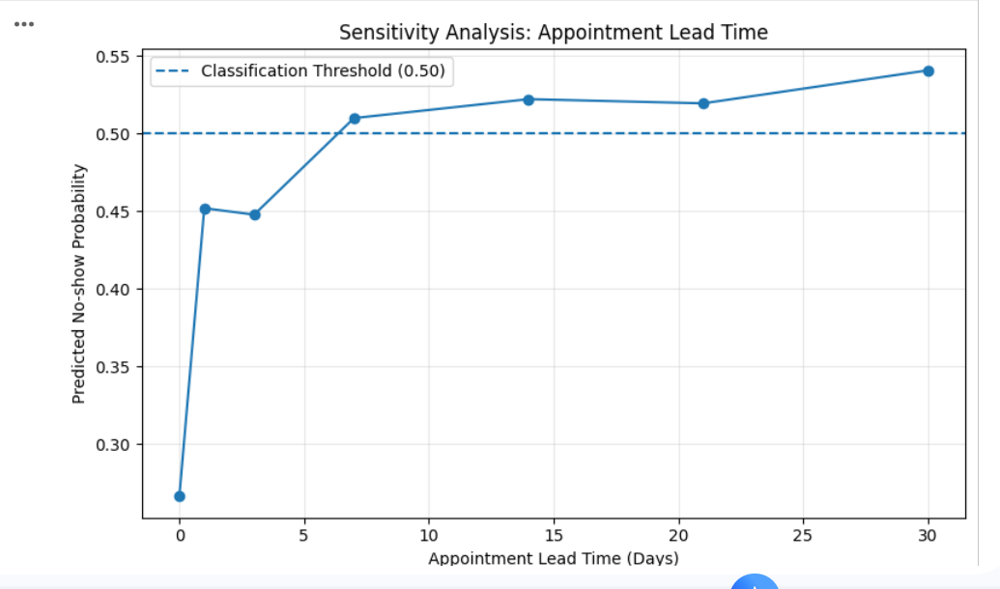 Sensitivity Analysis: Appointment Lead Time
Classification Threshold (0.50)
Predicted No-show Probability
0.55
0.50
0.45
0.40
0.35
0.30
0 5 10 15 20 25 30
Appointment Lead Time (Days)